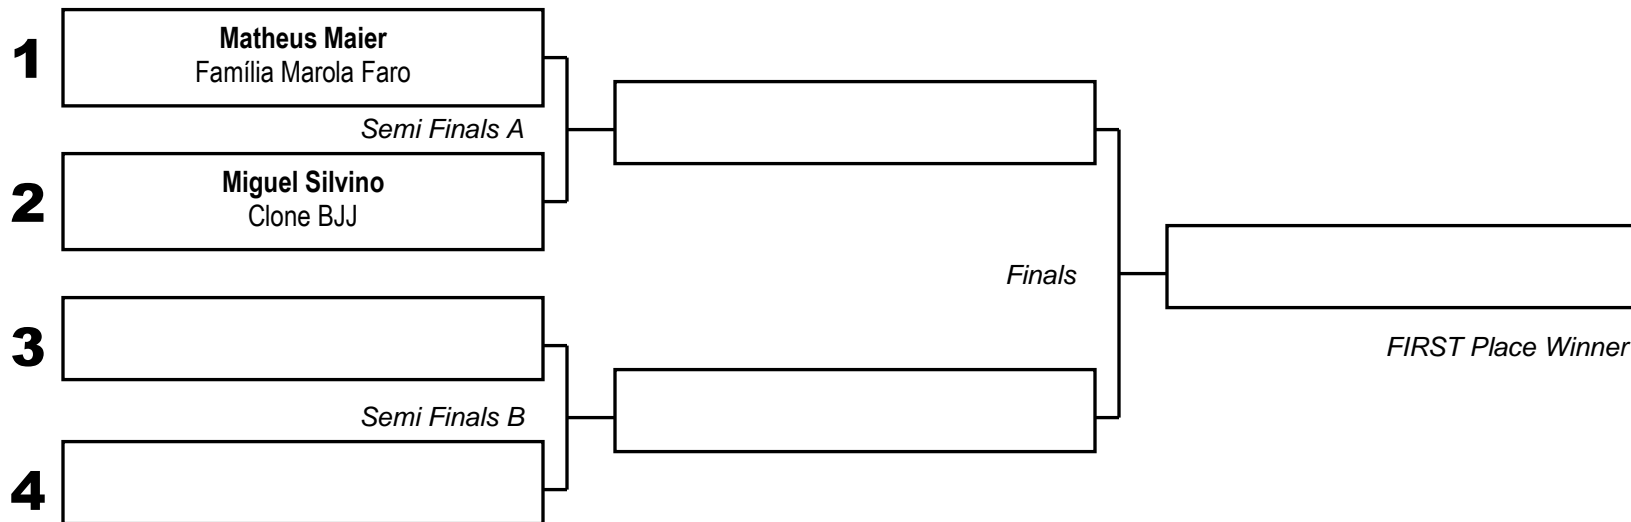 1
Matheus Maier
Família Marola Faro
Semi Finals A
2
Miguel Silvino
Clone BJJ
Finals
3
FIRST Place Winner
Semi Finals B
4